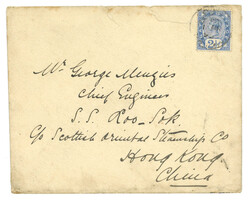 Mr George Menzies
Chief Engineer
S.S. Roo-Sok
c/o Scottish Oriental Steamship Co
Hong Kong
China